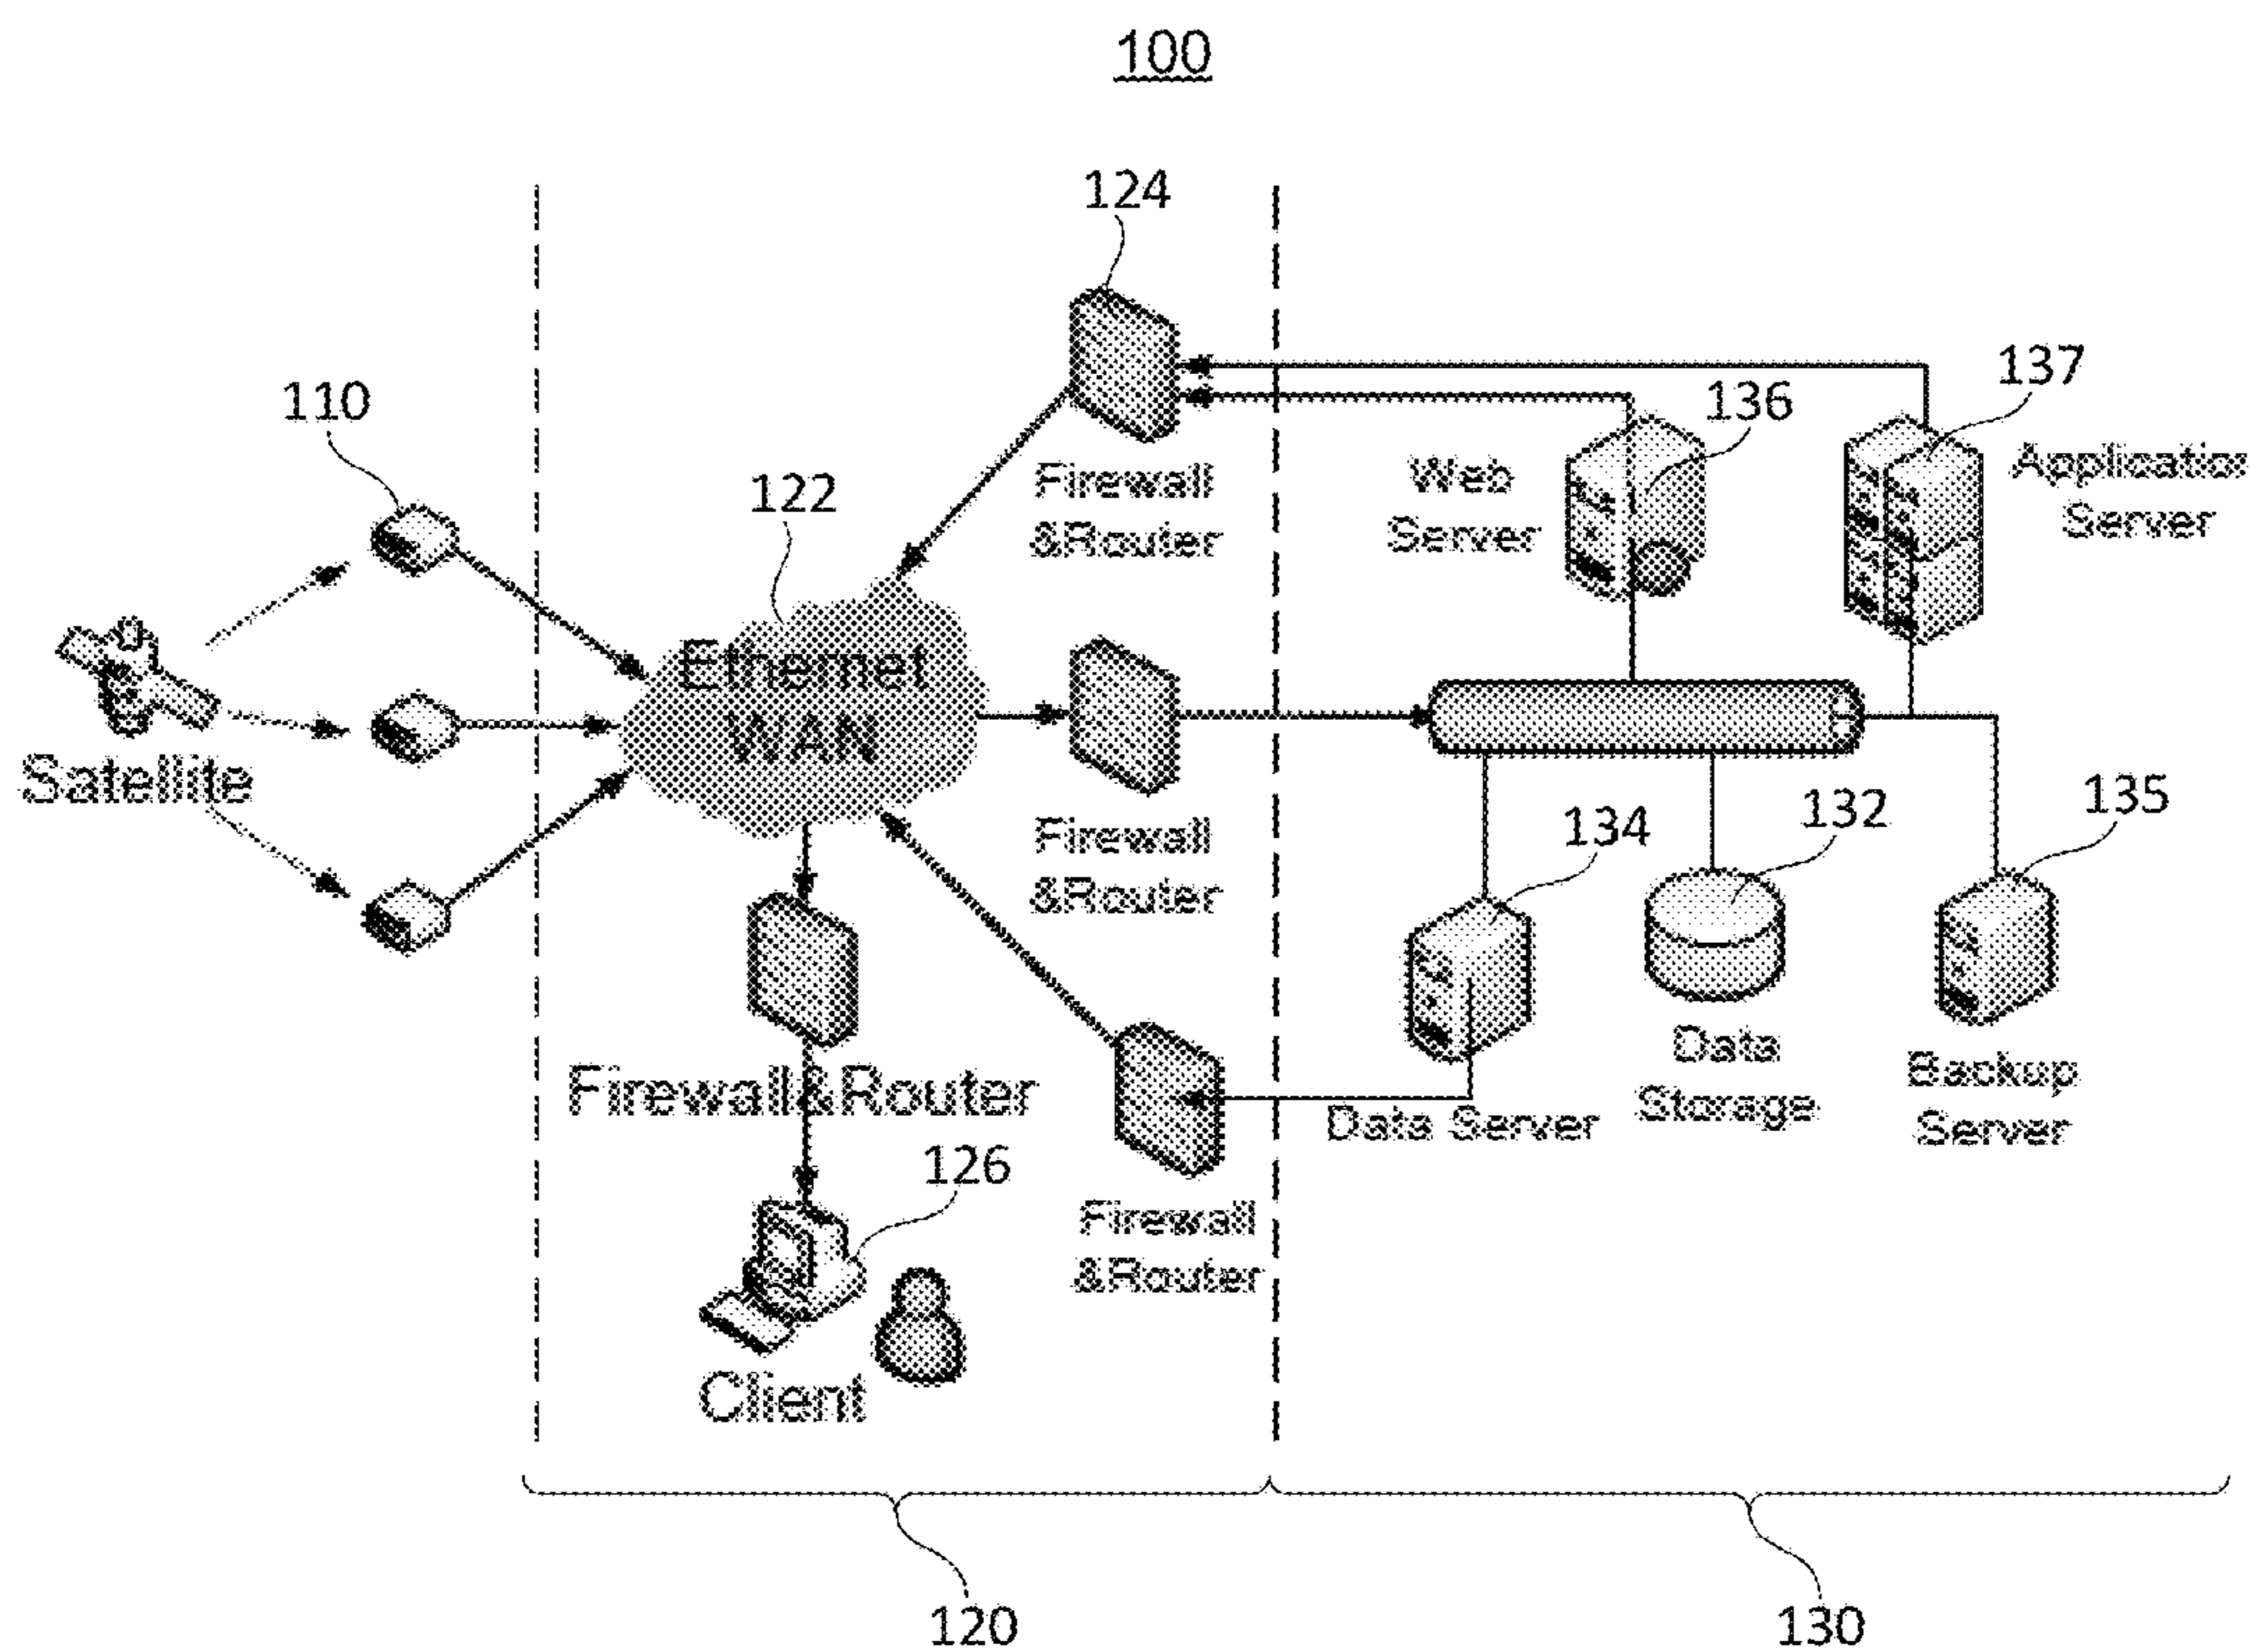 100
124
137
110
136
Web
Server
Application
Server
122
Firewall
&Router
Ethernet
WAN
Satellite
134
132
135
Firewall
&Router
Firewall&Router
Data Server
Data
Storage
Backup
Server
126
Firewall
&Router
Client
120
130